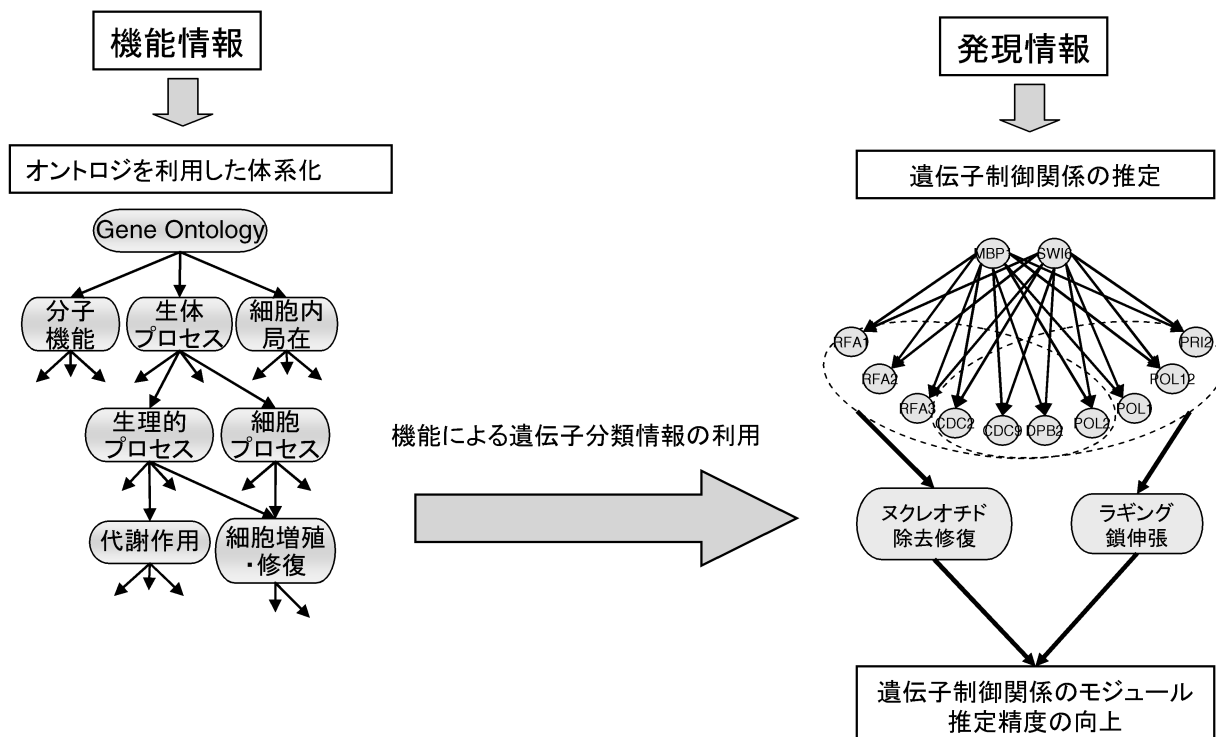 機能情報
オントロジを利用した体系化
Gene Ontology
分子
機能
生体
プロセス
細胞内
局在
生理的
プロセス
細胞
プロセス
代謝作用
細胞増殖
・修復
機能による遺伝子分類情報の利用
発現情報
遺伝子制御関係の推定
MBP1
SWI6
RFA1
RFA2
RFA3
CDC2
CDC9
DPB2
POL2
POL1
POL12
PRI2
ヌクレオチド
除去修復
ラギング
鎖伸張
遺伝子制御関係のモジュール
推定精度の向上